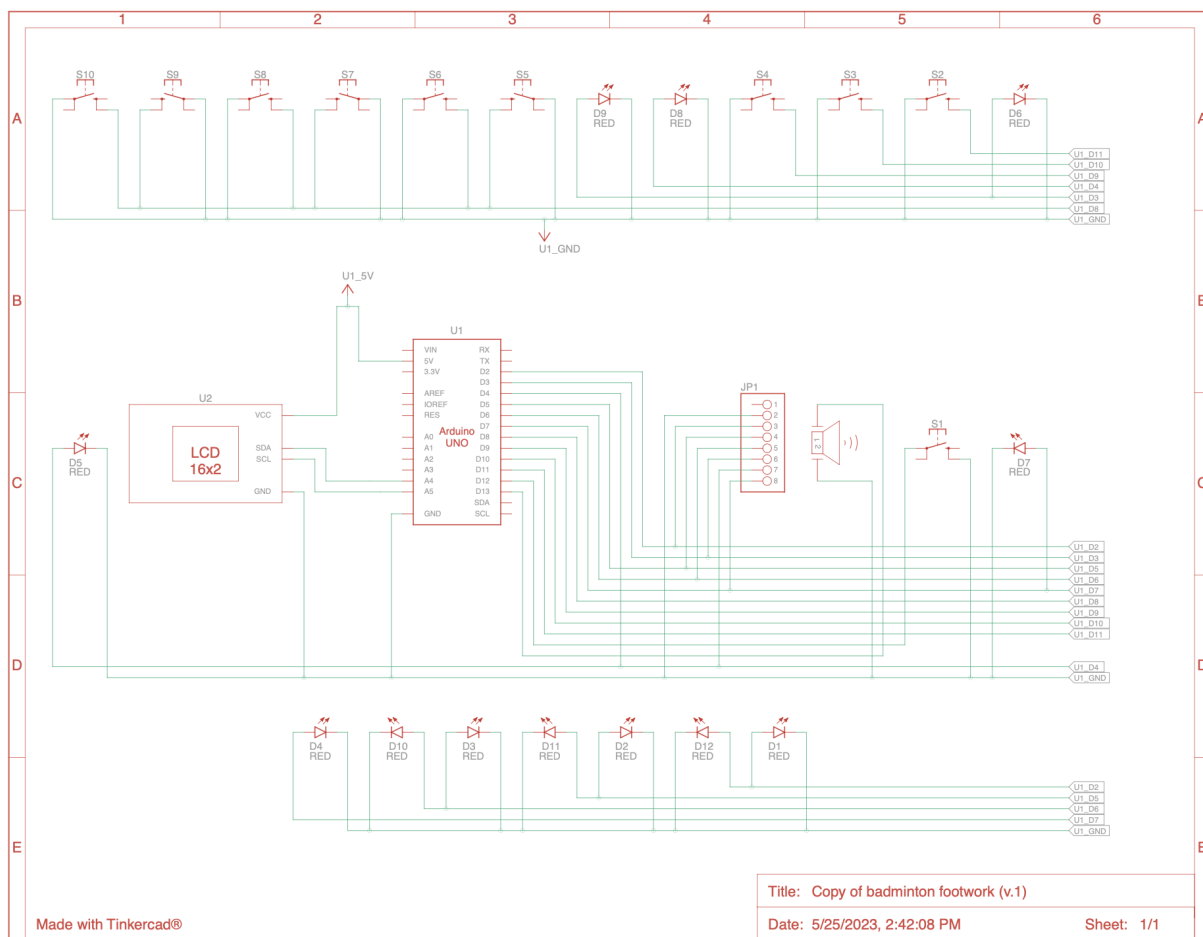 1 2 3 4 5 6
S10 S9 S8 S7 S6 S5 S4 S3 S2
D9 D8 D6
RED RED RED
A A
U1_D11
U1_D10
U1_D9
U1_D4
U1_D3
U1_D8
U1_GND
U1_GND
U1_5V
B
U1
VIN RX
5V TX
3.3V D2
D3
AREF D4
IOREF D5
RES D6
D7
A0 D8
A1 D9
A2 D10
A3 D11
A4 D12
A5 D13
SDA
GND SCL
Arduino
UNO
U2
VCC
SDA
SCL
GND
LCD
16x2
D5
RED
JP1
1
2
3
4
5
6
7
8
1 2
S1
D7
RED
C
U1_D2
U1_D3
U1_D5
U1_D6
U1_D7
U1_D8
U1_D9
U1_D10
U1_D11
D
U1_D4
U1_GND
D4 D10 D3 D11 D2 D12 D1
RED RED RED RED RED RED RED
U1_D2
U1_D5
U1_D6
U1_D7
U1_GND
E
Title: Copy of badminton footwork (v.1)
Made with Tinkercad®
Date: 5/25/2023, 2:42:08 PM Sheet: 1/1